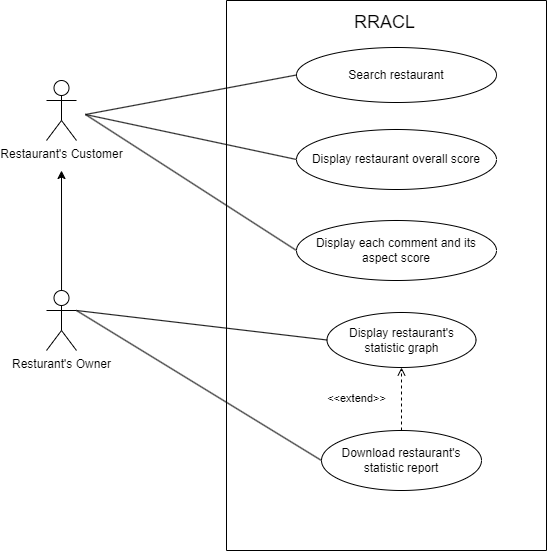 RRACL
Search restaurant
Restaurant's Customer
Display restaurant overall score
Display each comment and its
aspect score
Display restaurant's
statistic graph
Resturant's Owner
<<extend>>
Download restaurant's
statistic report